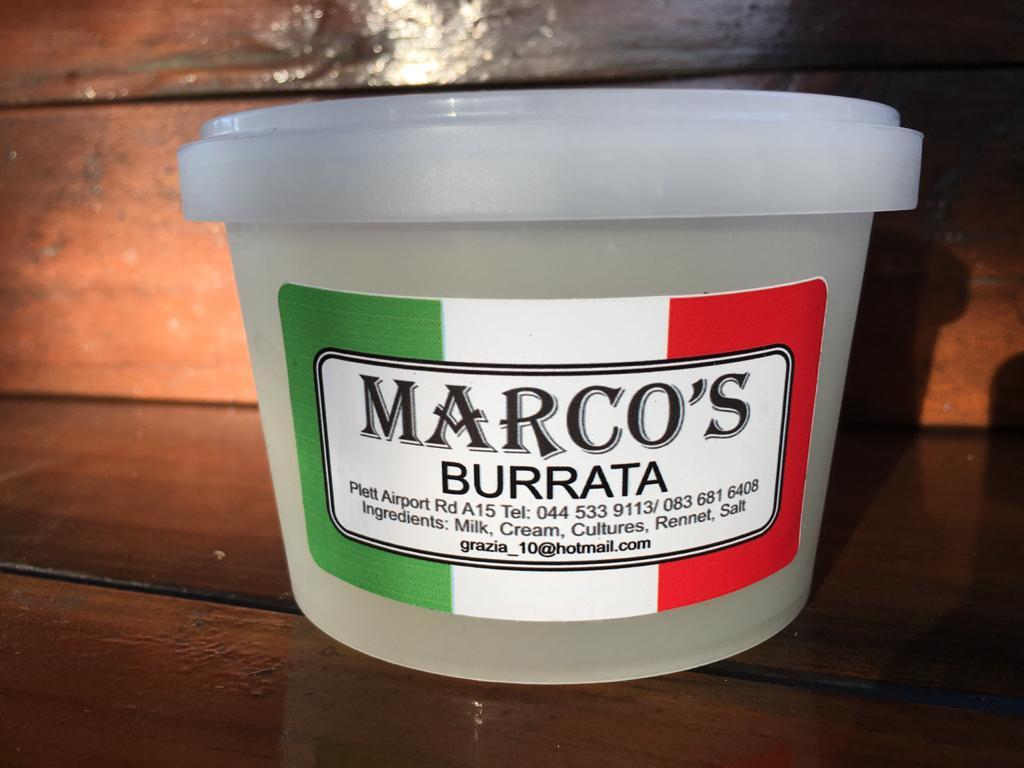 MARCO'S
BURRATA
Plett Airport Rd A15 Tel: 044 533 9113/ 083 681 6408
Ingredients: Milk, Cream, Cultures, Rennet, Salt
grazia_10@hotmail.com